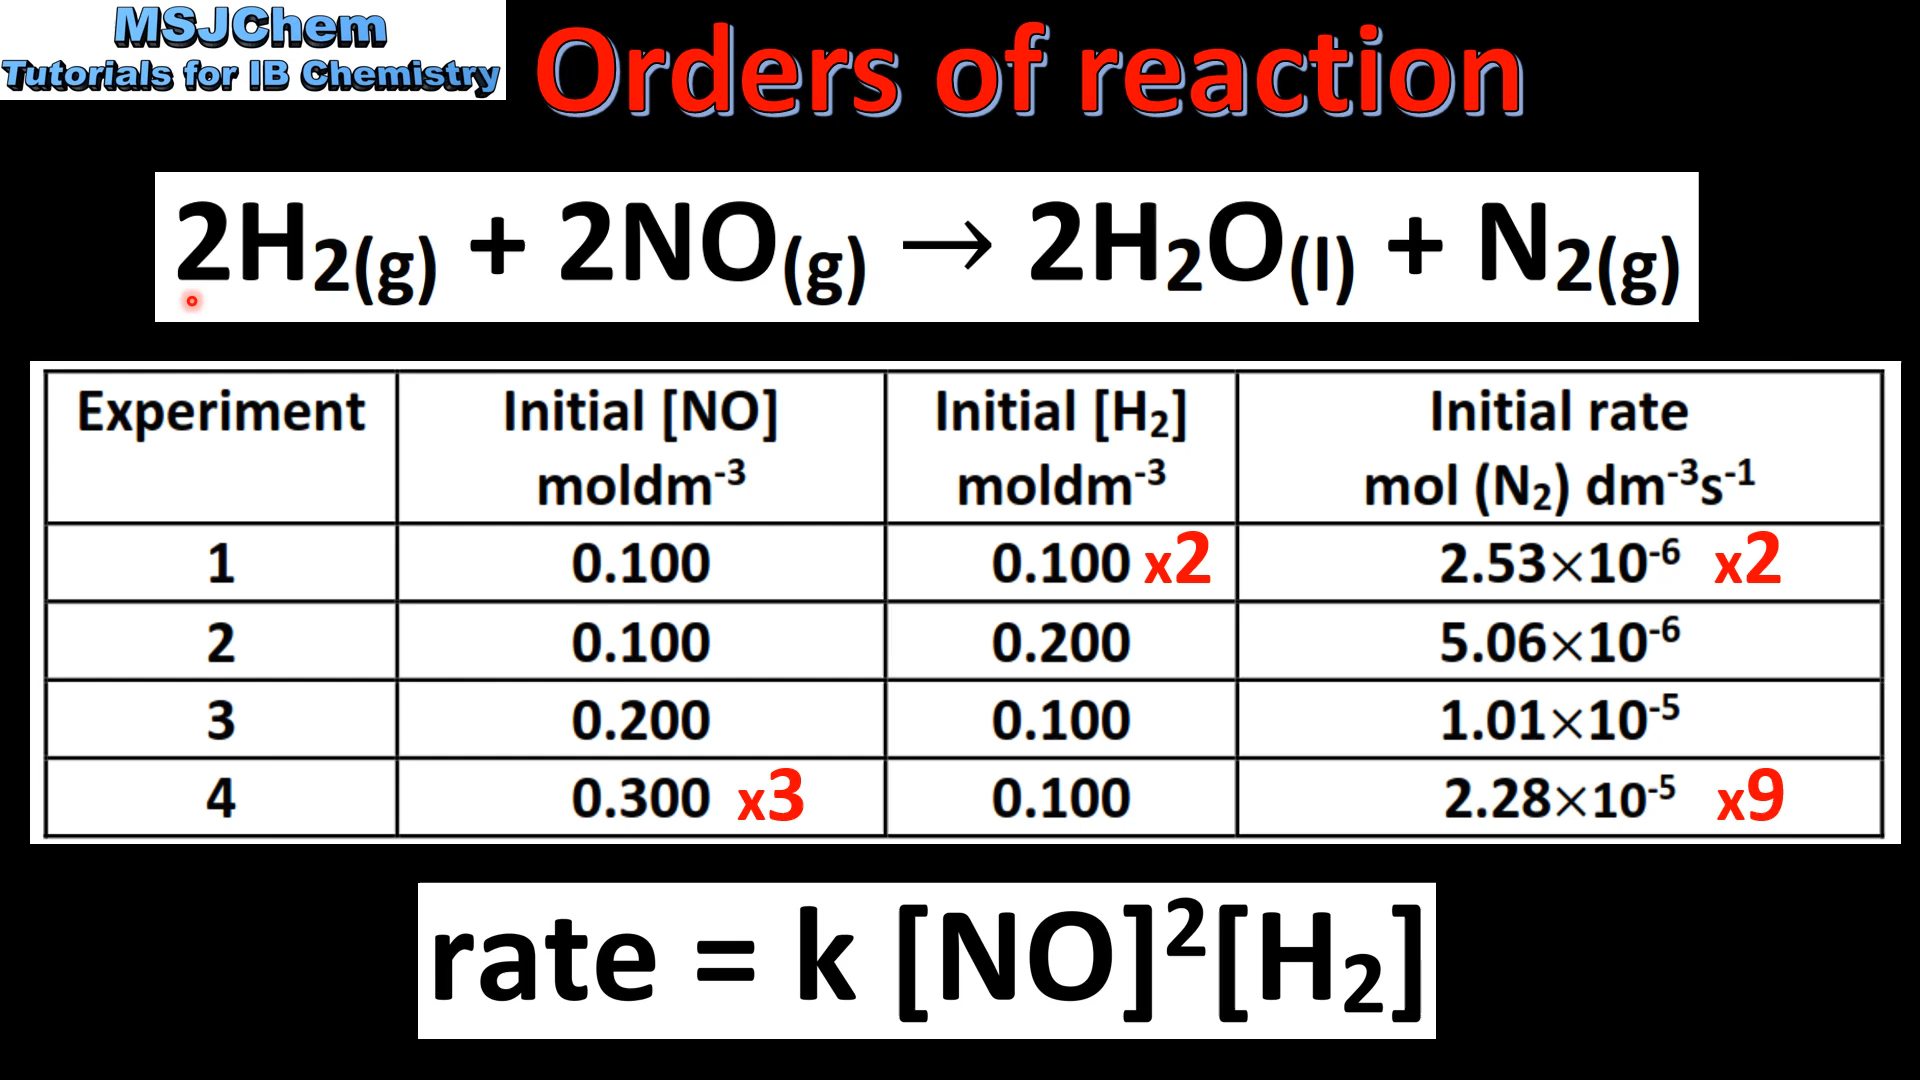 MSJChem
Tutorials for IB Chemistry
Orders of reaction
2H₂(g) + 2NO(g) → 2H₂O(l) + N₂(g)
Experiment Initial [NO] Initial [H₂] Initial rate
moldm⁻³ moldm⁻³ mol (N₂) dm⁻³s⁻¹
1 0.100 0.100 x2 2.53×10⁻⁶ x2
2 0.100 0.200 5.06×10⁻⁶
3 0.200 0.100 1.01×10⁻⁵
4 0.300 x3 0.100 2.28×10⁻⁵ x9
rate = k [NO]²[H₂]